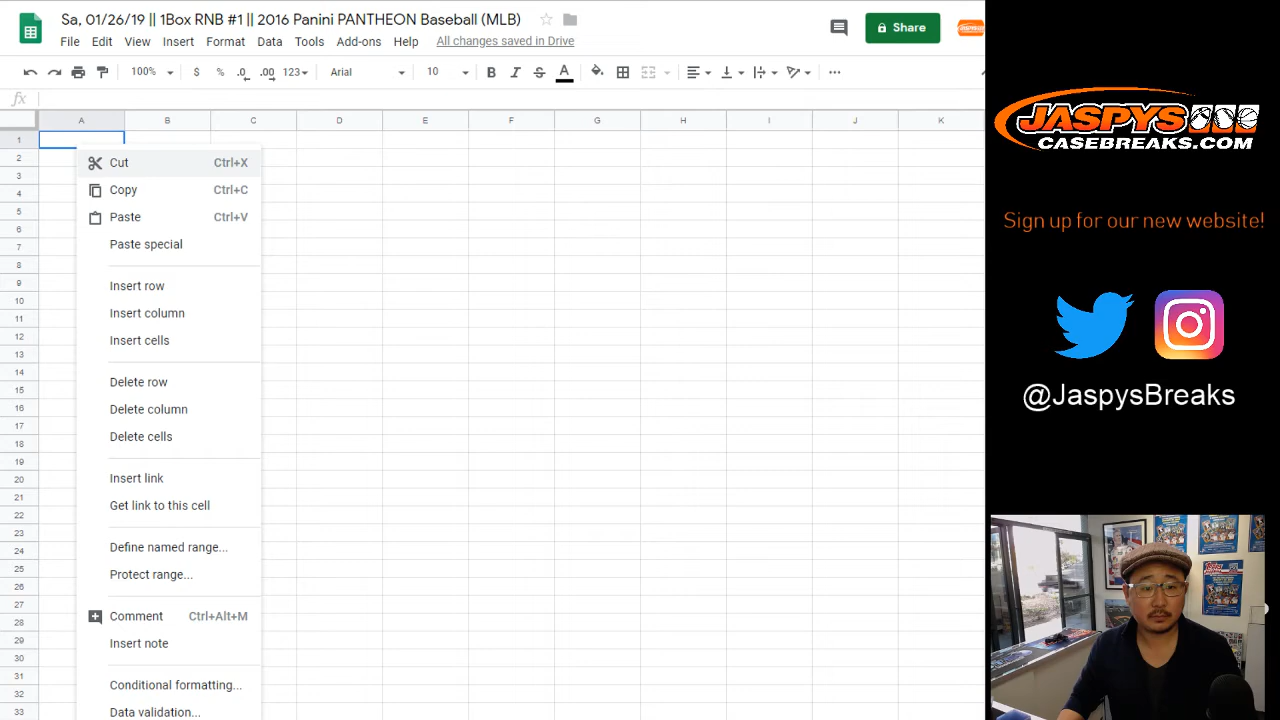 Sa, 01/26/19 || 1Box RNB #1 || 2016 Panini PANTHEON Baseball (MLB)
File Edit View Insert Format Data Tools Add-ons Help All changes saved in Drive
Share
100% $ % .0 .00 123 Arial 10 B I S A
fx
A B C D E F G H I J K
1
2
3
4
5
6
7
8
9
10
11
12
13
14
15
16
17
18
19
20
21
22
23
24
25
26
27
28
29
30
31
32
33
Cut Ctrl+X
Copy Ctrl+C
Paste Ctrl+V
Paste special
Insert row
Insert column
Insert cells
Delete row
Delete column
Delete cells
Insert link
Get link to this cell
Define named range...
Protect range...
Comment Ctrl+Alt+M
Insert note
Conditional formatting...
Data validation...
JASPYS
CASEBREAKS.COM
Sign up for our new website!
@JaspysBreaks
Topps